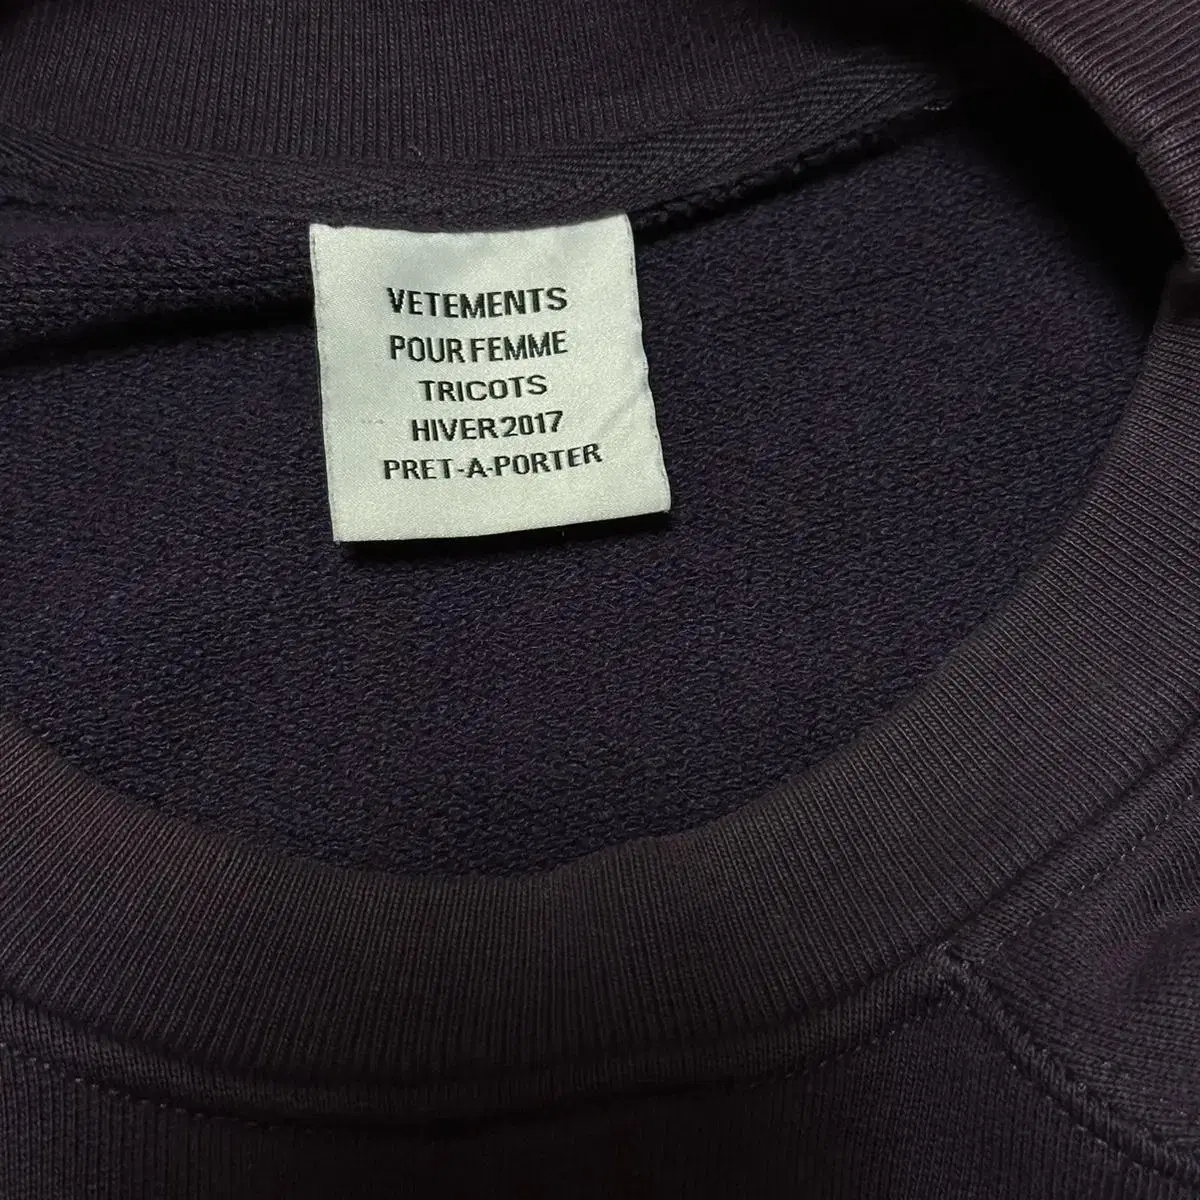 VETEMENTS
POUR FEMME
TRICOTS
HIVER 2017
PRET-A-PORTER